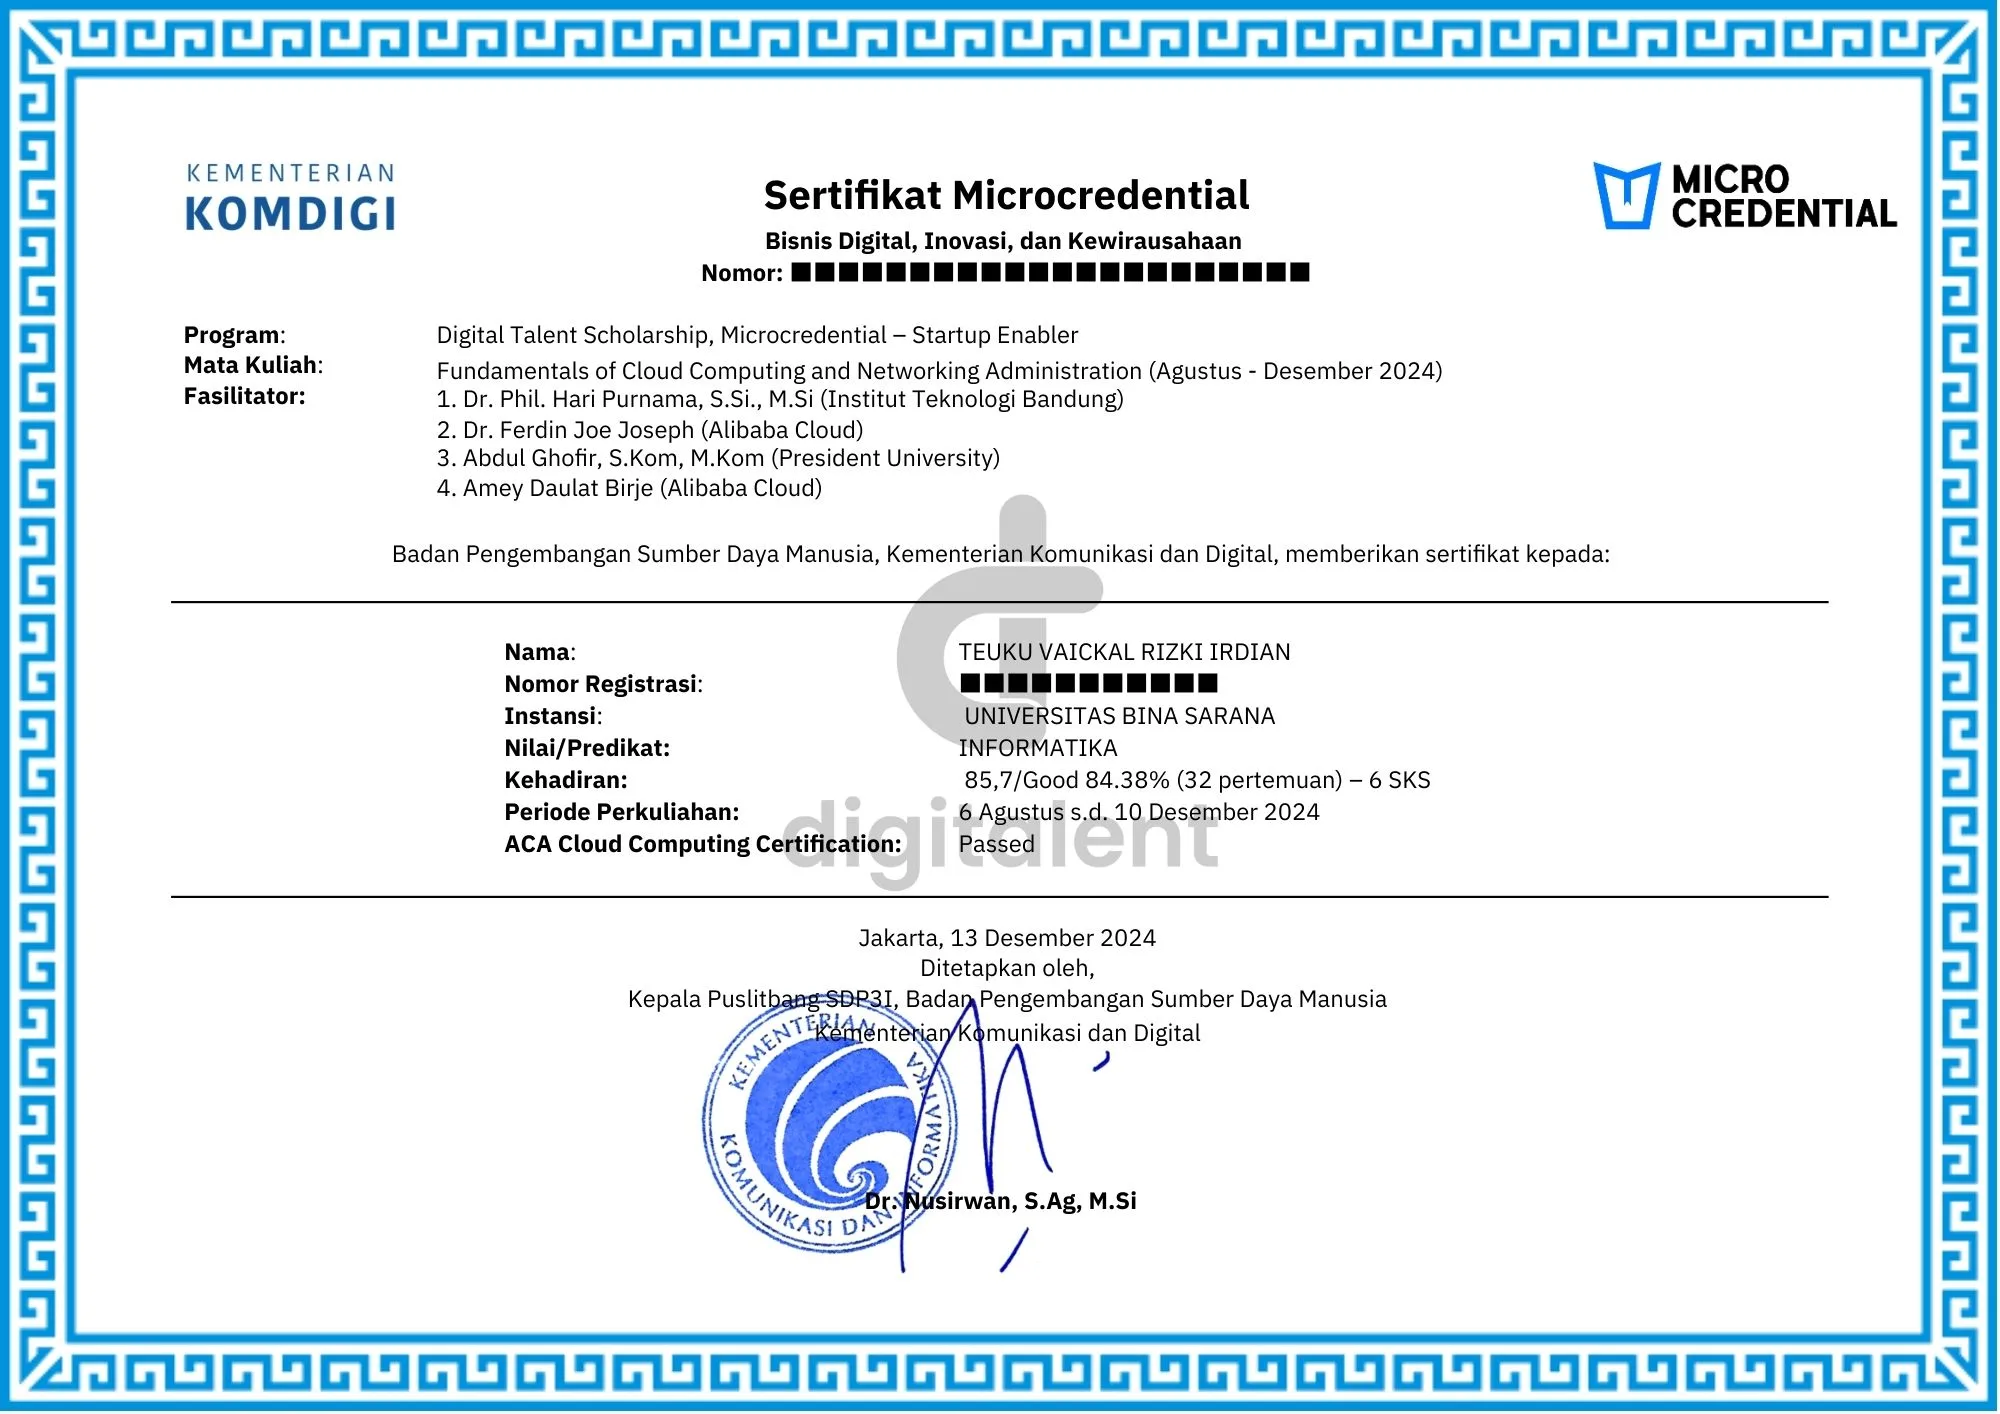 KEMENTERIAN
KOMDIGI
MICRO
CREDENTIAL
Sertifikat Microcredential
Bisnis Digital, Inovasi, dan Kewirausahaan
Nomor: ■■■■■■■■■■■■■■■■■■■■■■
Program: Digital Talent Scholarship, Microcredential – Startup Enabler
Mata Kuliah: Fundamentals of Cloud Computing and Networking Administration (Agustus - Desember 2024)
Fasilitator: 1. Dr. Phil. Hari Purnama, S.Si., M.Si (Institut Teknologi Bandung)
2. Dr. Ferdin Joe Joseph (Alibaba Cloud)
3. Abdul Ghofir, S.Kom, M.Kom (President University)
4. Amey Daulat Birje (Alibaba Cloud)
Badan Pengembangan Sumber Daya Manusia, Kementerian Komunikasi dan Digital, memberikan sertifikat kepada:
Nama: TEUKU VAICKAL RIZKI IRDIAN
Nomor Registrasi: ■■■■■■■■■■■
Instansi: UNIVERSITAS BINA SARANA
Nilai/Predikat: INFORMATIKA
Kehadiran: 85,7/Good 84.38% (32 pertemuan) – 6 SKS
Periode Perkuliahan: 6 Agustus s.d. 10 Desember 2024
ACA Cloud Computing Certification: Passed
digitalent
Jakarta, 13 Desember 2024
Ditetapkan oleh,
Kepala Puslitbang SDP3I, Badan Pengembangan Sumber Daya Manusia
Kementerian Komunikasi dan Digital
KEMENTERIAN
KOMUNIKASI DAN INFORMATIKA
Dr. Nusirwan, S.Ag, M.Si